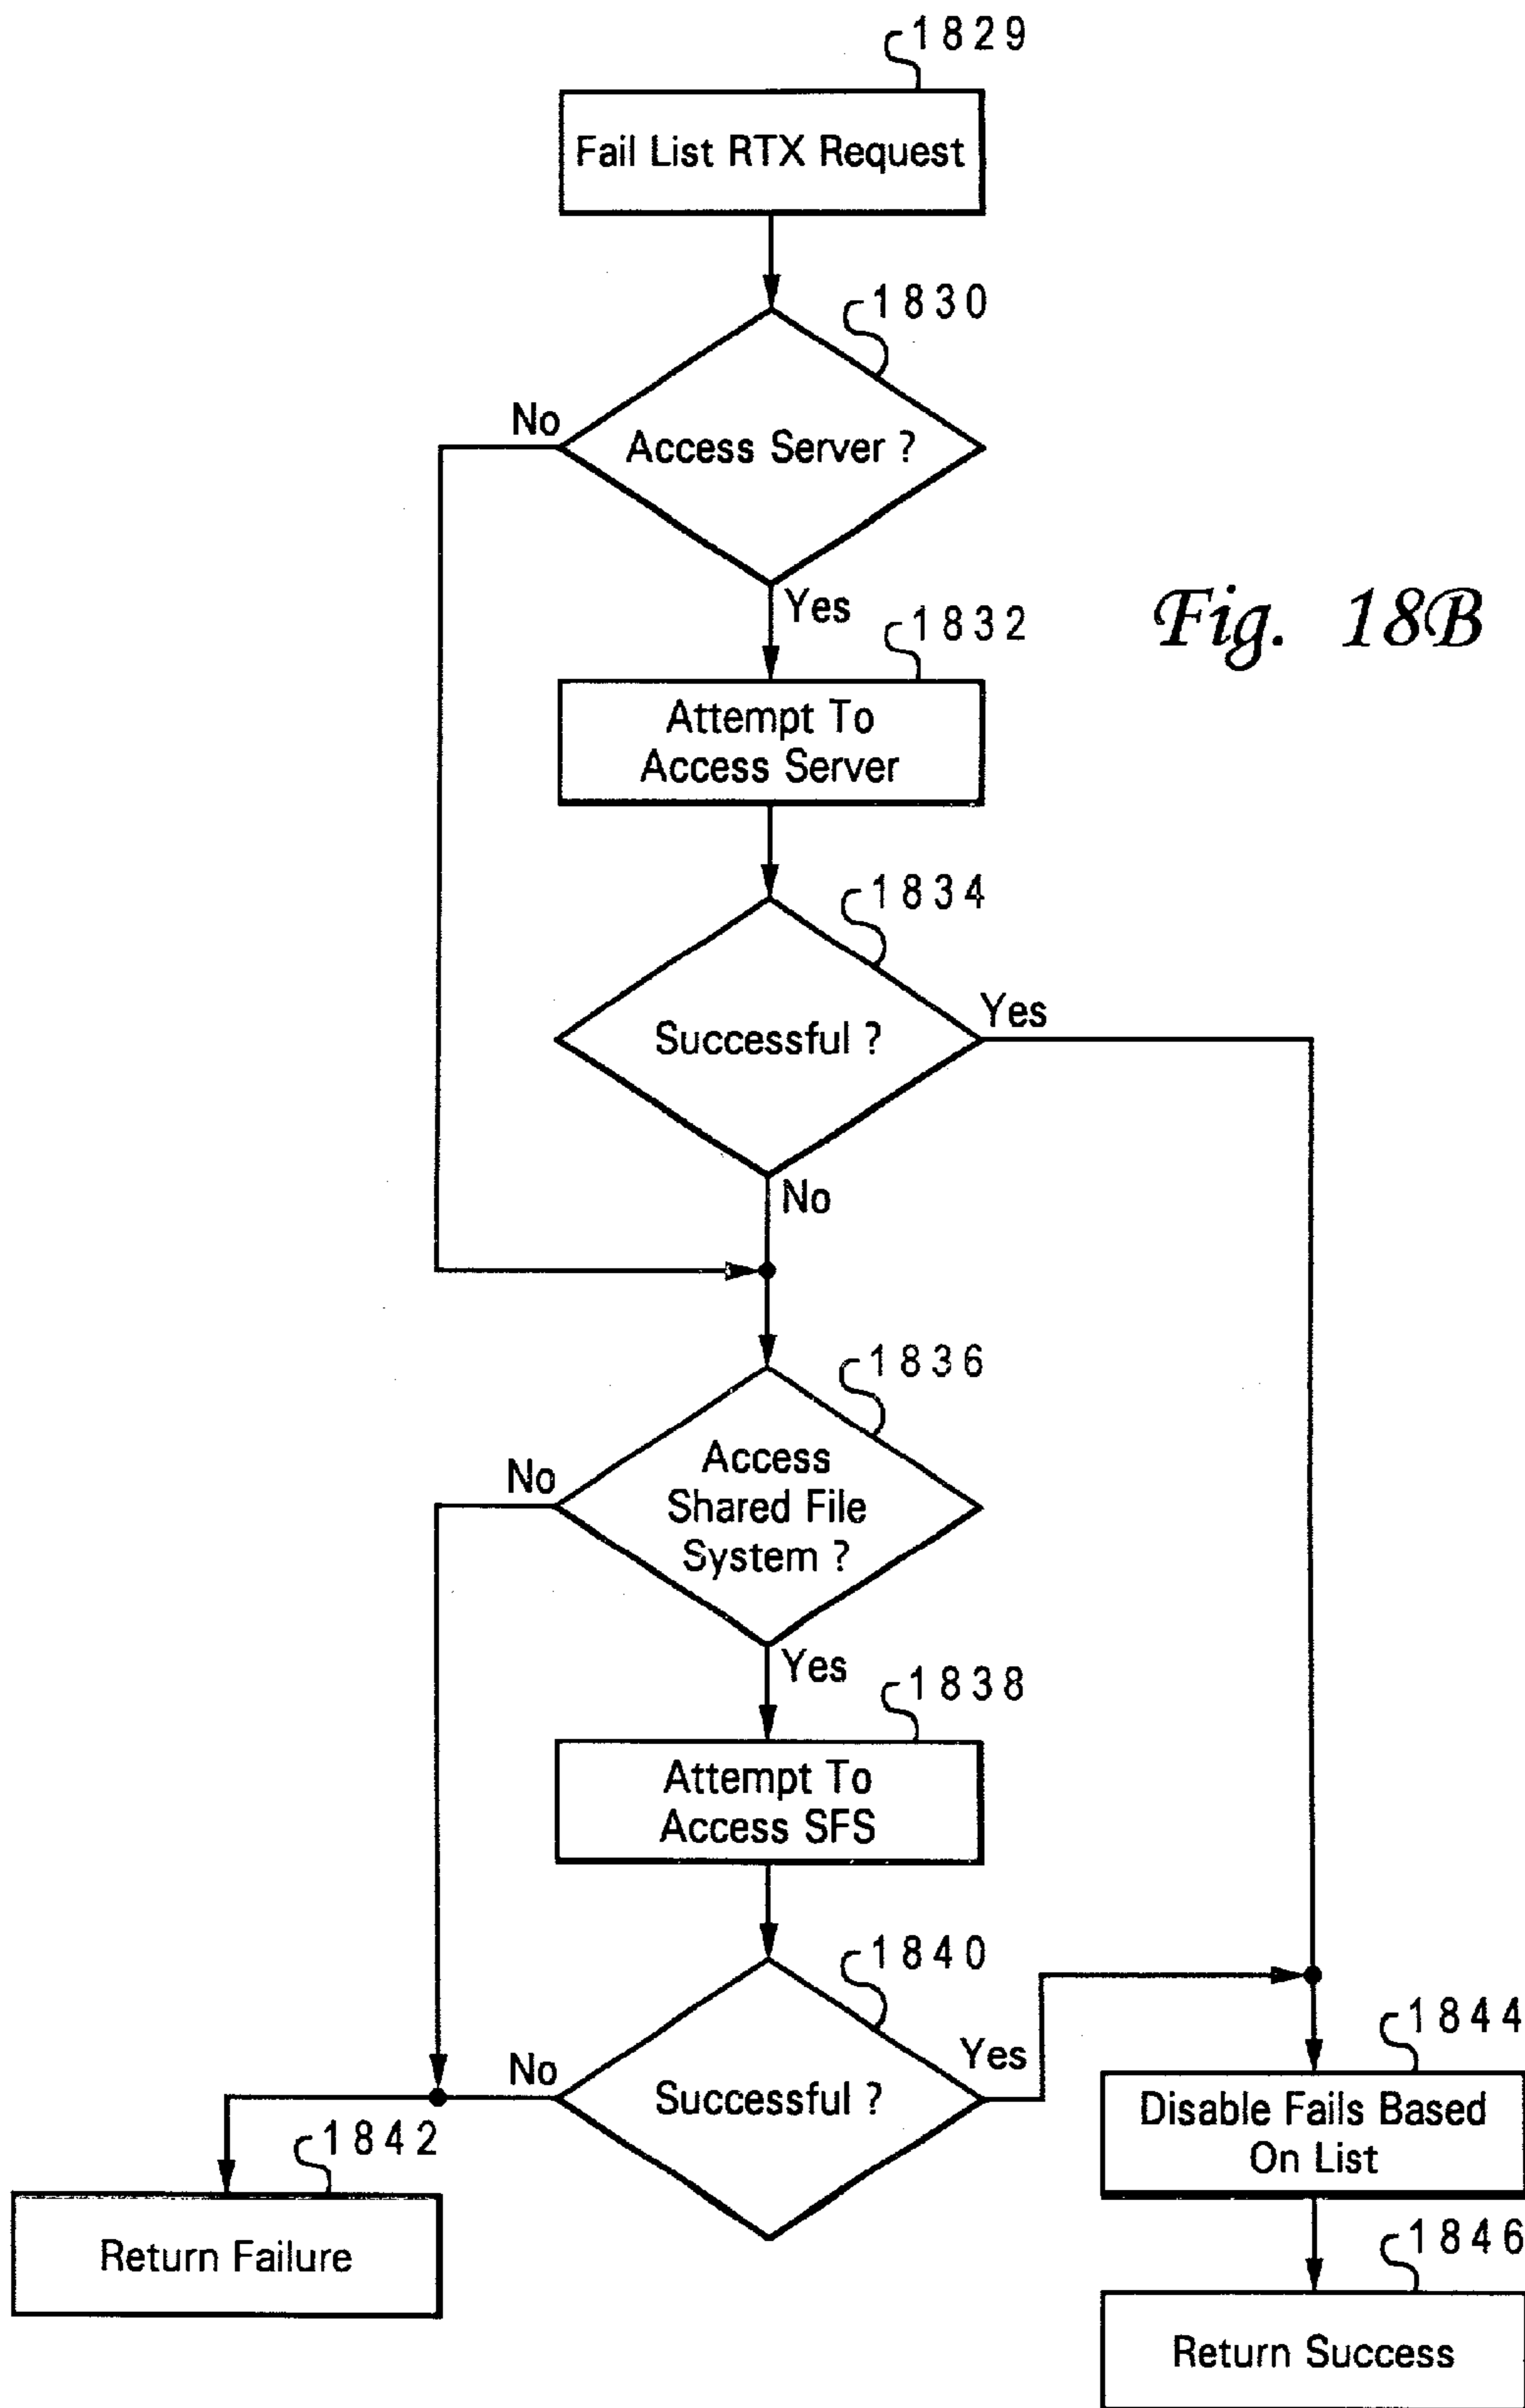 1829
Fail List RTX Request
1830
No
Access Server ?
Yes
Fig. 18B
1832
Attempt To
Access Server
1834
Yes
Successful ?
No
1836
No
Access
Shared File
System ?
Yes
1838
Attempt To
Access SFS
1840
No
Yes
Successful ?
1844
Disable Fails Based
On List
1842
Return Failure
1846
Return Success